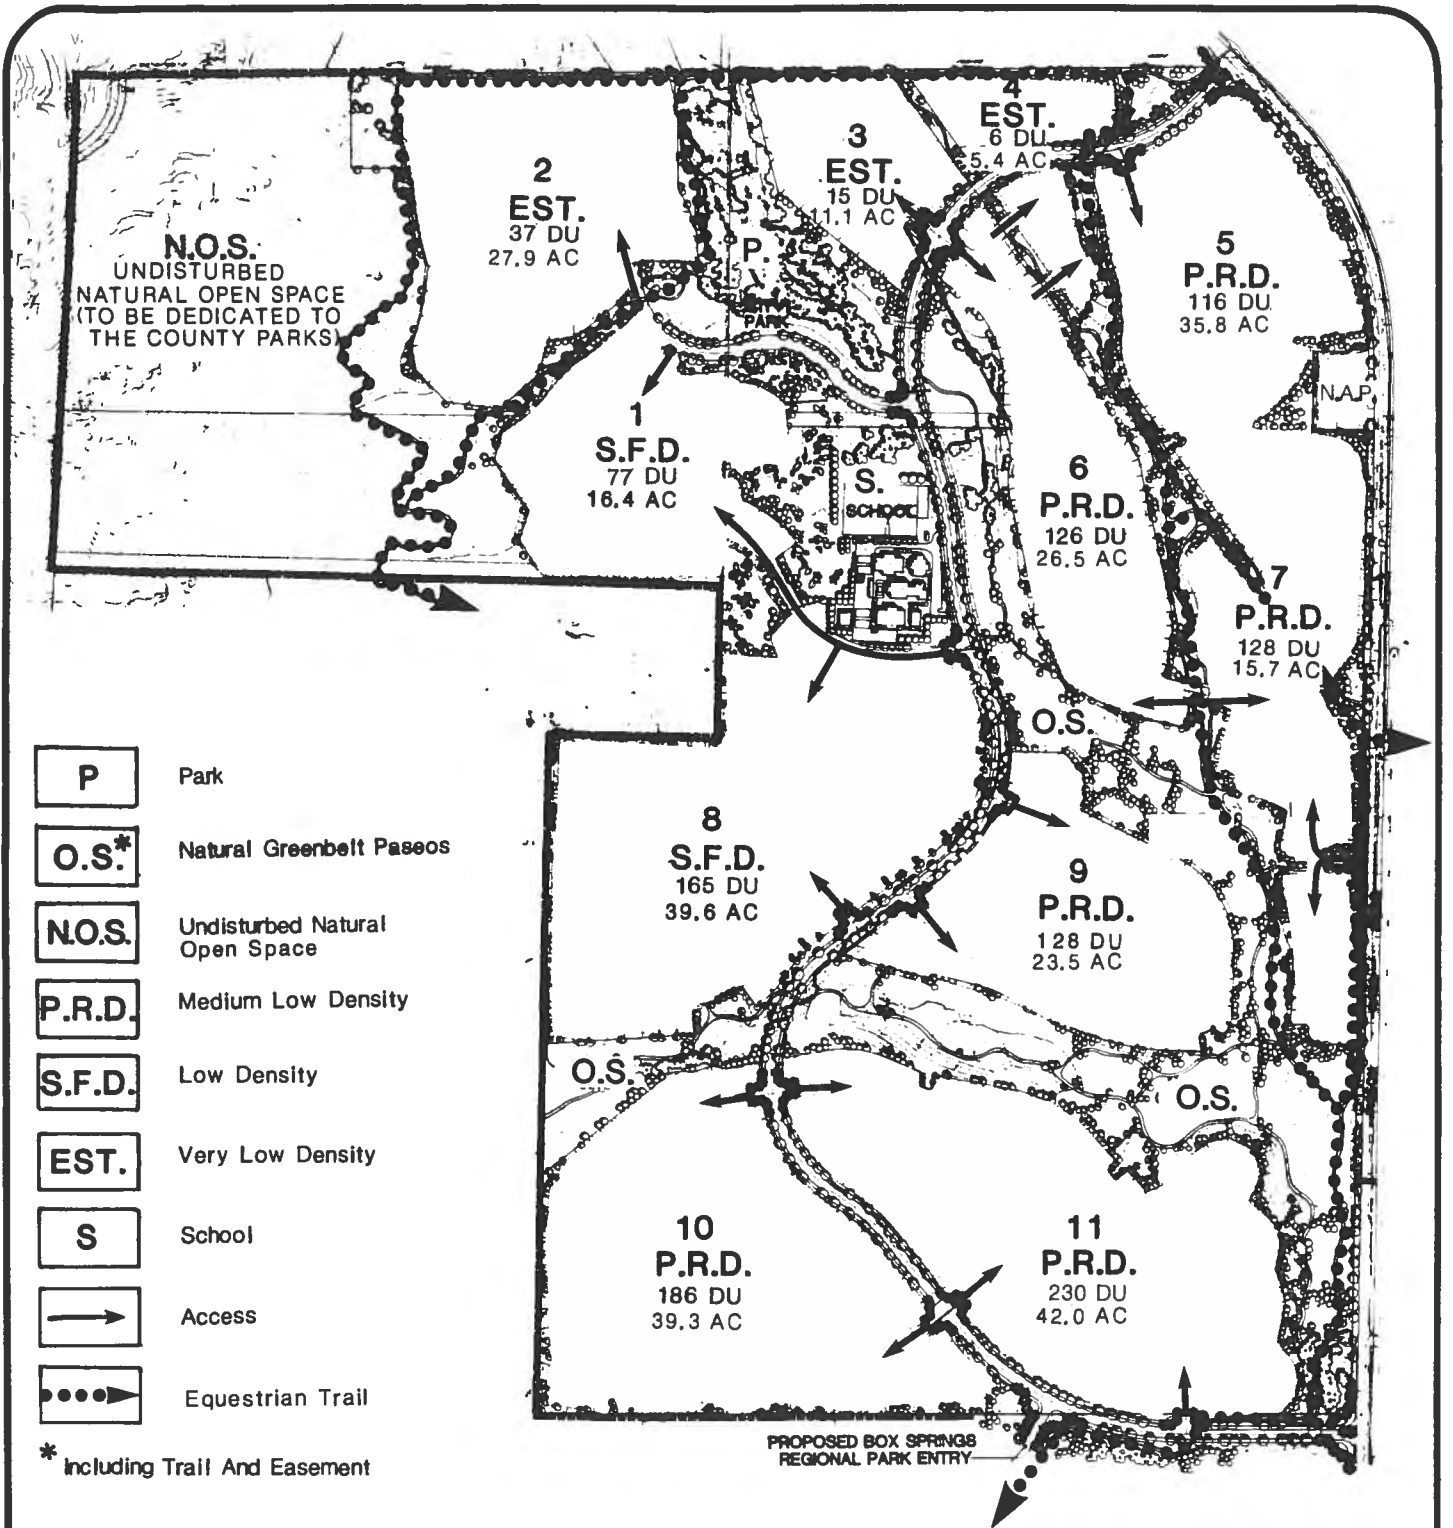 N.O.S.
UNDISTURBED
NATURAL OPEN SPACE
(TO BE DEDICATED TO
THE COUNTY PARKS)
2
EST.
37 DU
27.9 AC
P.
PARK
3
EST.
15 DU
11.1 AC
4
EST.
6 DU
5.4 AC
5
P.R.D.
116 DU
35.8 AC
N.A.P.
1
S.F.D.
77 DU
16.4 AC
S.
SCHOOL
6
P.R.D.
126 DU
26.5 AC
7
P.R.D.
128 DU
15.7 AC
O.S.
8
S.F.D.
165 DU
39.6 AC
9
P.R.D.
128 DU
23.5 AC
O.S.
O.S.
10
P.R.D.
186 DU
39.3 AC
11
P.R.D.
230 DU
42.0 AC
PROPOSED BOX SPRINGS
REGIONAL PARK ENTRY
P Park
O.S.* Natural Greenbelt Paseos
N.O.S. Undisturbed Natural
Open Space
P.R.D. Medium Low Density
S.F.D. Low Density
EST. Very Low Density
S School
Access
Equestrian Trail
* Including Trail And Easement